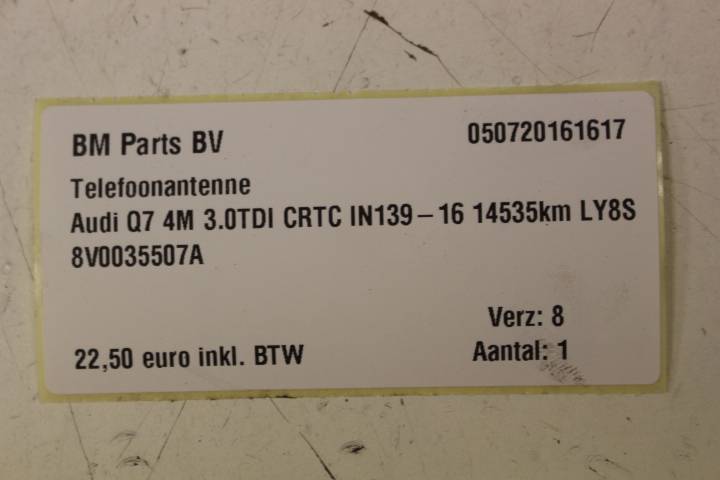 BM Parts BV 050720161617
Telefoonantenne
Audi Q7 4M 3.0TDI CRTC IN139-16 14535km LY8S
8V0035507A
Verz: 8
22,50 euro inkl. BTW Aantal: 1